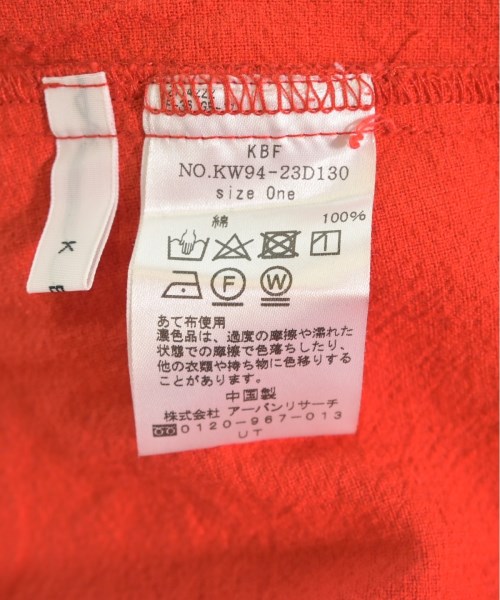 KBF
NO.KW94-23D130
size One
綿 100%
F W
あて布使用
濃色品は、過度の摩擦や濡れた
状態での摩擦で色落ちしたり、
他の衣類や持ち物に色移りする
ことがあります。
中国製
株式会社 アーバンリサーチ
0120-967-013
UT
K